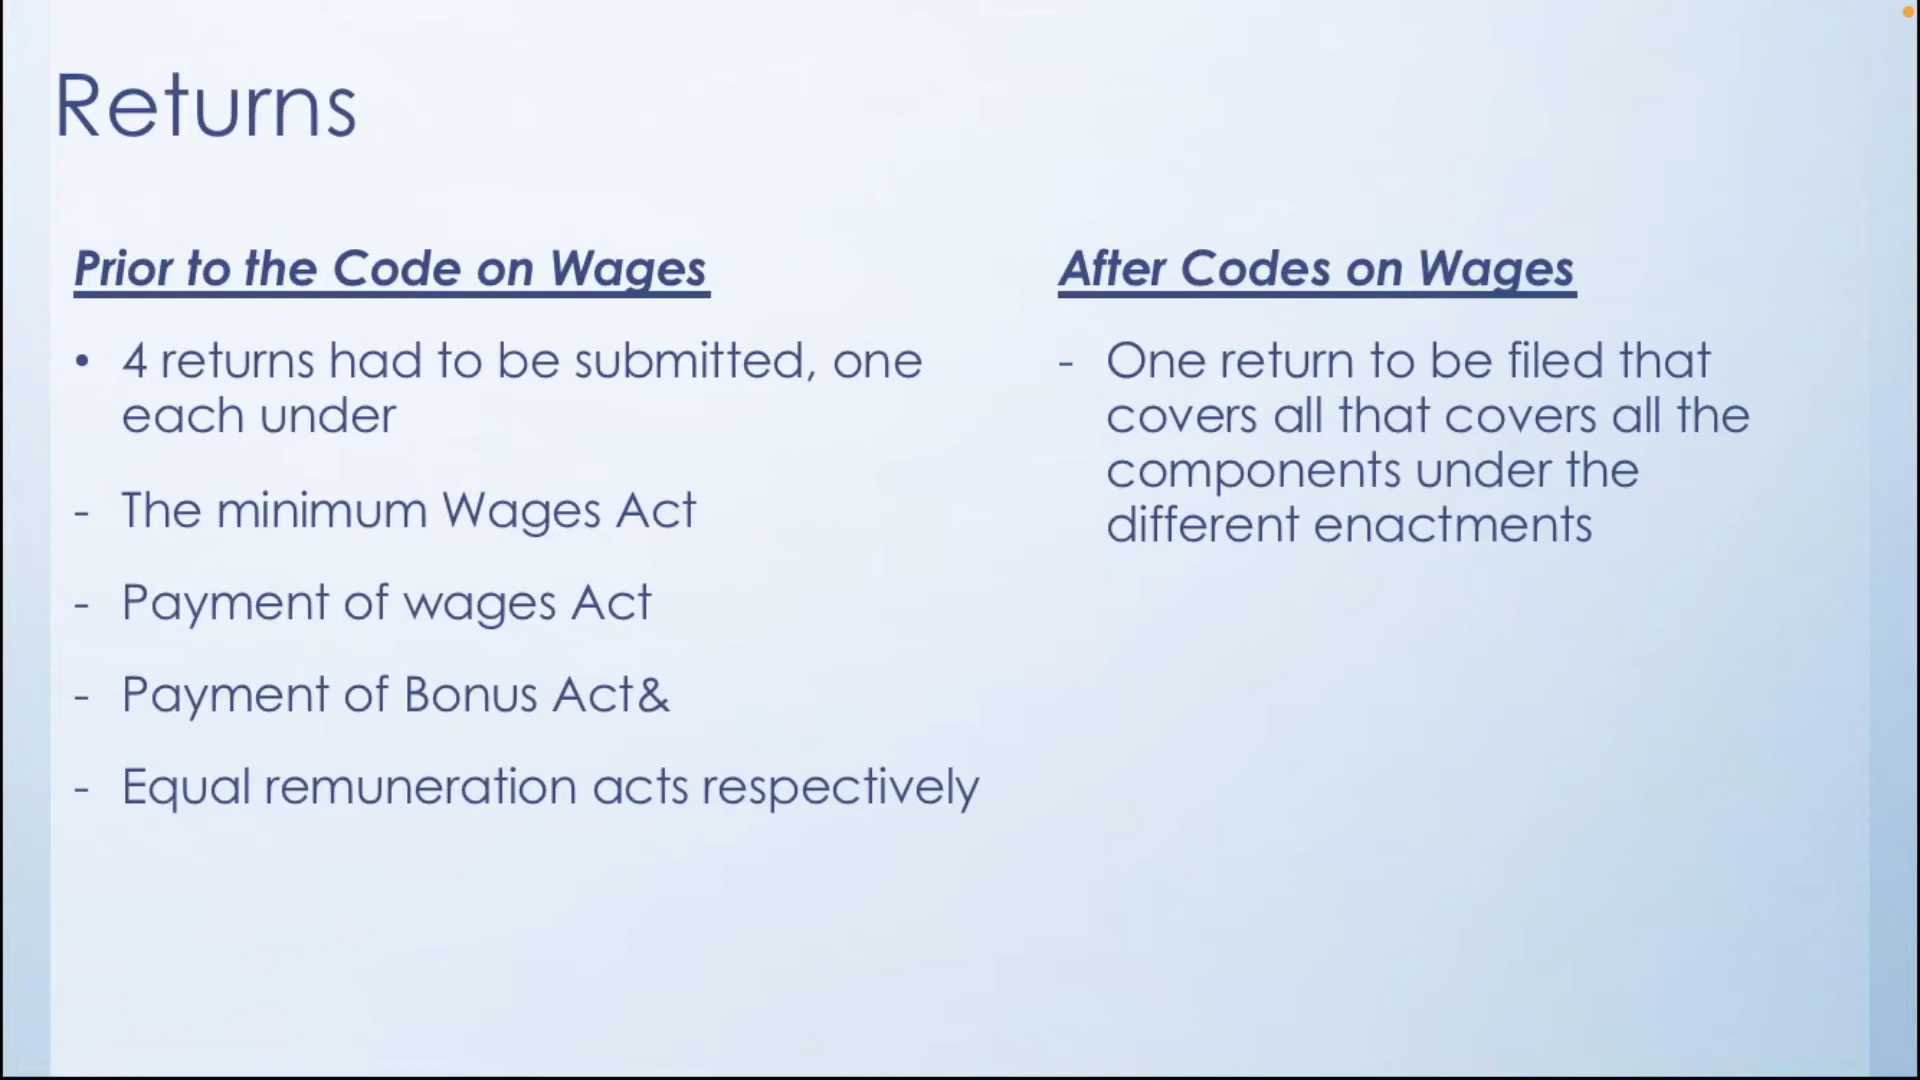 Returns
Prior to the Code on Wages
• 4 returns had to be submitted, one
each under
- The minimum Wages Act
- Payment of wages Act
- Payment of Bonus Act&
- Equal remuneration acts respectively
After Codes on Wages
- One return to be filed that
covers all that covers all the
components under the
different enactments